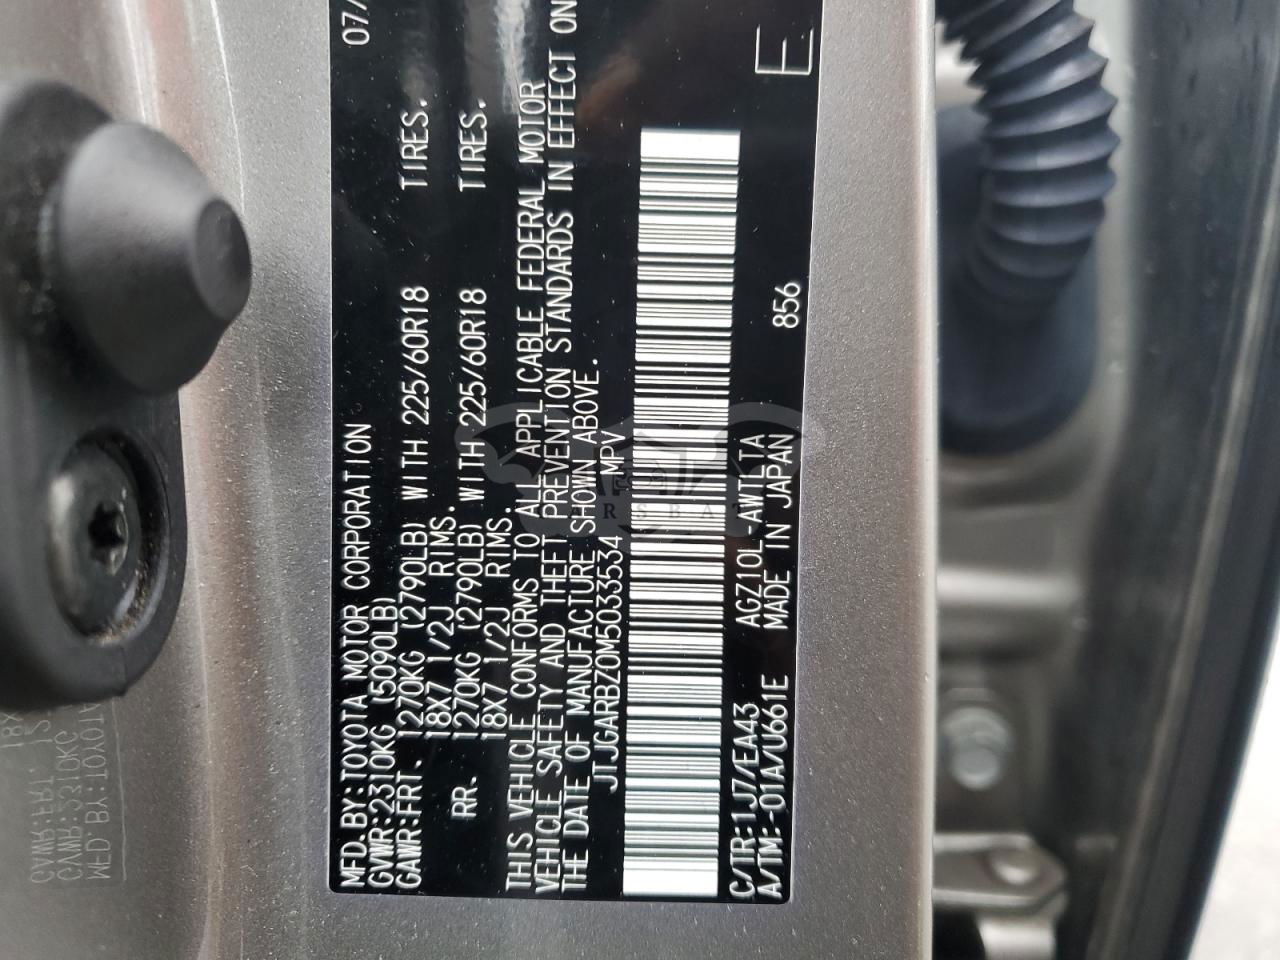 07/
MFD.BY:TOYOTA MOTOR CORPORATION
GVWR:2310KG (5090LB)
GAWR:FRT. 1270KG (2790LB) WITH 225/60R18 TIRES.
18X7 1/2J RIMS.
RR. 1270KG (2790LB) WITH 225/60R18 TIRES.
18X7 1/2J RIMS.
THIS VEHICLE CONFORMS TO ALL APPLICABLE FEDERAL MOTOR
VEHICLE SAFETY AND THEFT PREVENTION STANDARDS IN EFFECT ON
THE DATE OF MANUFACTURE SHOWN ABOVE.
JTJGARBZ0M5033534 MPV
C/TR:1J7/EA43 AGZ10L-AWTLTA 856 E
A/TM:-01A/U661E MADE IN JAPAN